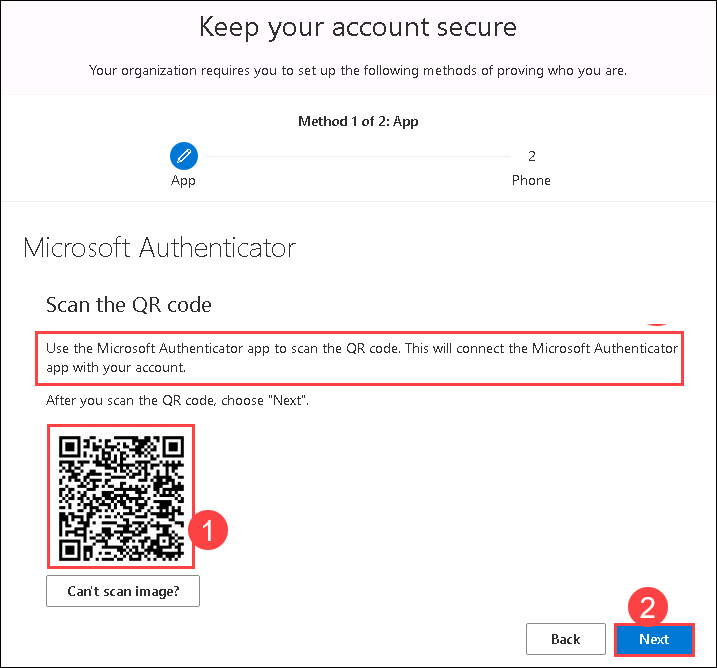 Keep your account secure
Your organization requires you to set up the following methods of proving who you are.
Method 1 of 2: App
2
App
Phone
Microsoft Authenticator
Scan the QR code
Use the Microsoft Authenticator app to scan the QR code. This will connect the Microsoft Authenticator
app with your account.
After you scan the QR code, choose "Next".
1
Can't scan image?
2
Back
Next